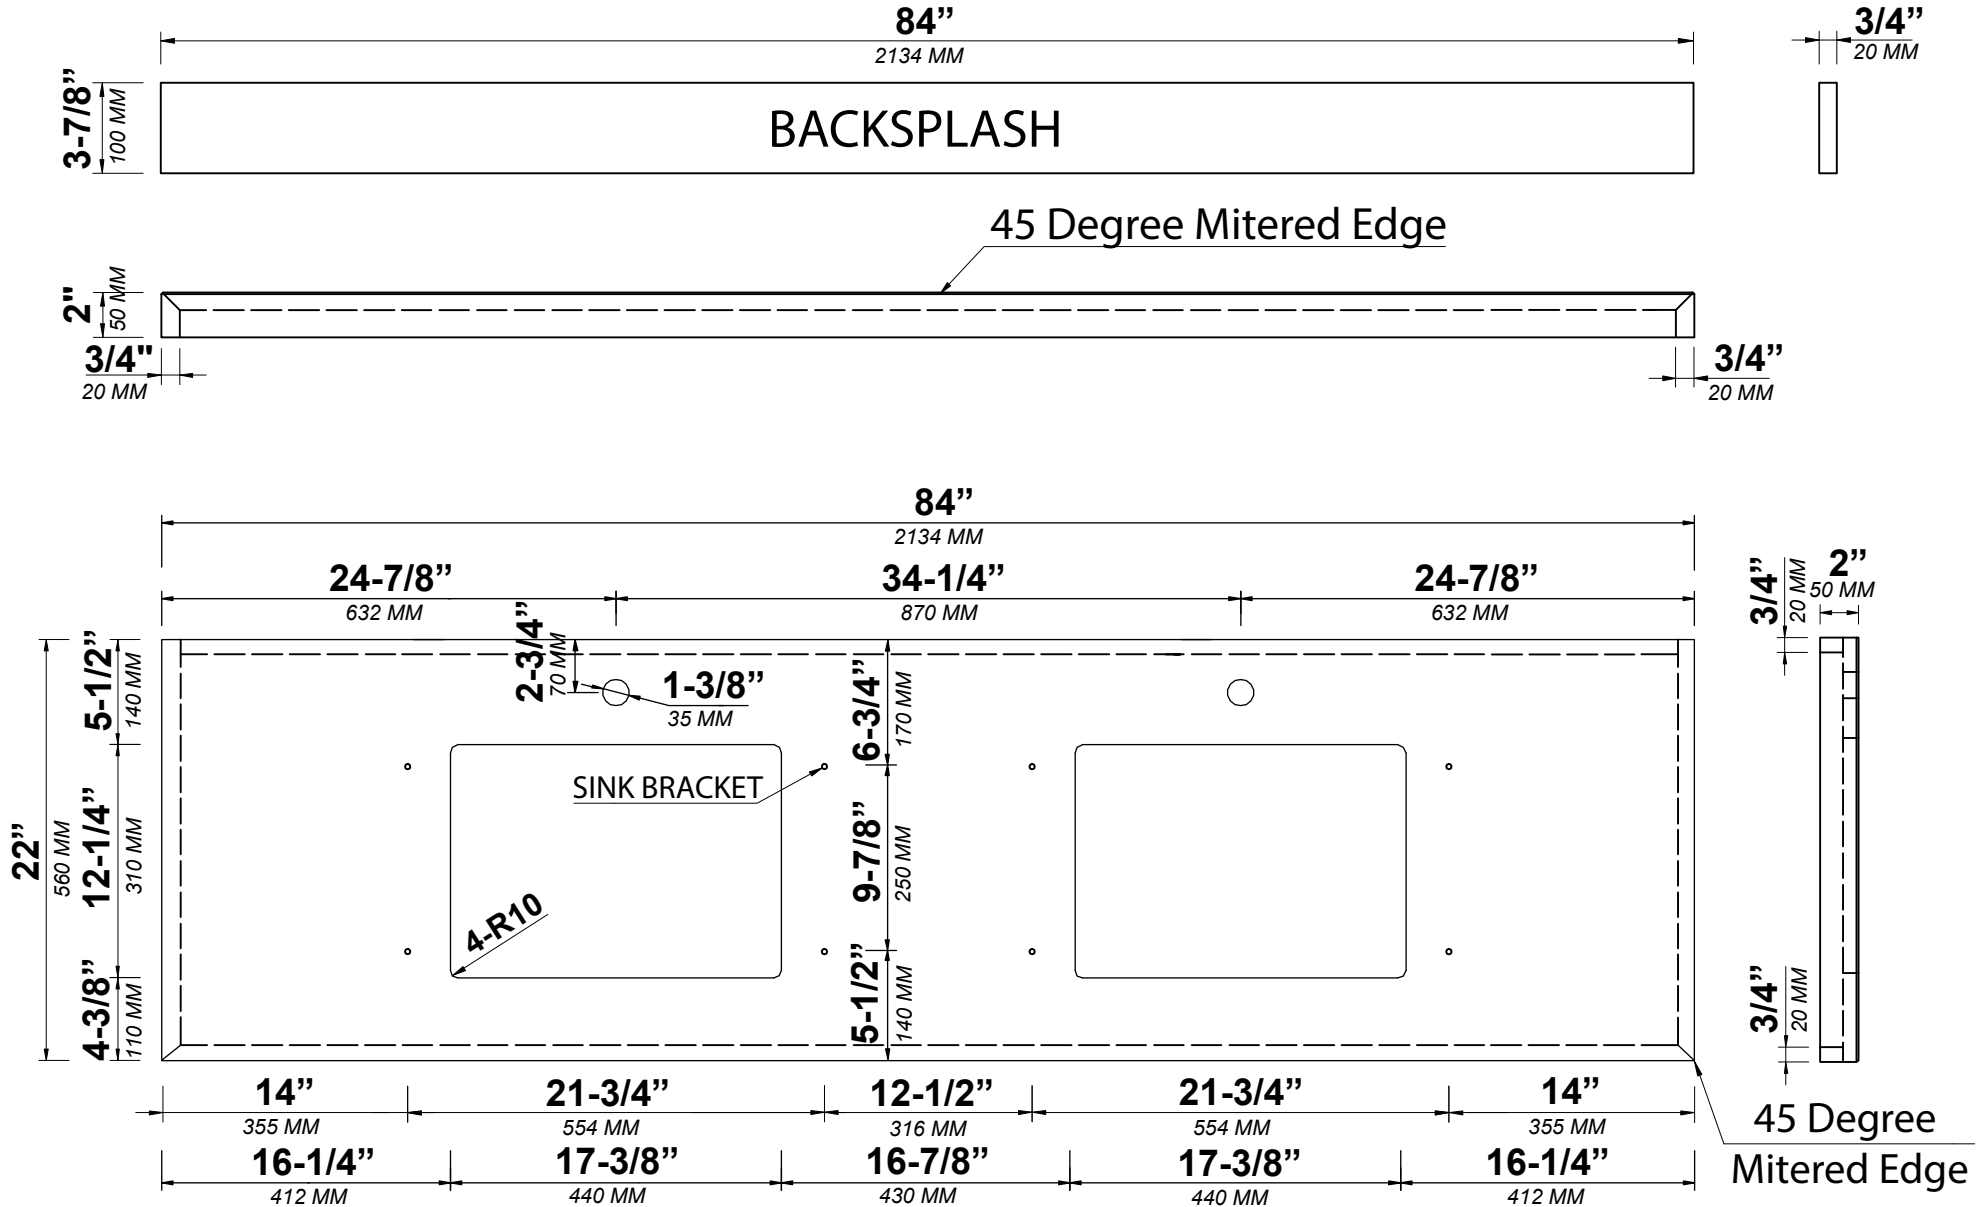 84”
2134 MM
3/4”
20 MM
3-7/8”
100 MM
BACKSPLASH
45 Degree Mitered Edge
2"
50 MM
3/4"
20 MM
3/4”
20 MM
84”
2134 MM
24-7/8”
632 MM
34-1/4”
870 MM
24-7/8”
632 MM
3/4”
20 MM
2”
50 MM
5-1/2”
140 MM
2-3/4”
70 MM
1-3/8”
35 MM
6-3/4”
170 MM
SINK BRACKET
22”
560 MM
12-1/4”
310 MM
9-7/8”
250 MM
4-R10
4-3/8”
110 MM
5-1/2”
140 MM
3/4”
20 MM
14”
355 MM
21-3/4”
554 MM
12-1/2”
316 MM
21-3/4”
554 MM
14”
355 MM
45 Degree
Mitered Edge
16-1/4”
412 MM
17-3/8”
440 MM
16-7/8”
430 MM
17-3/8”
440 MM
16-1/4”
412 MM